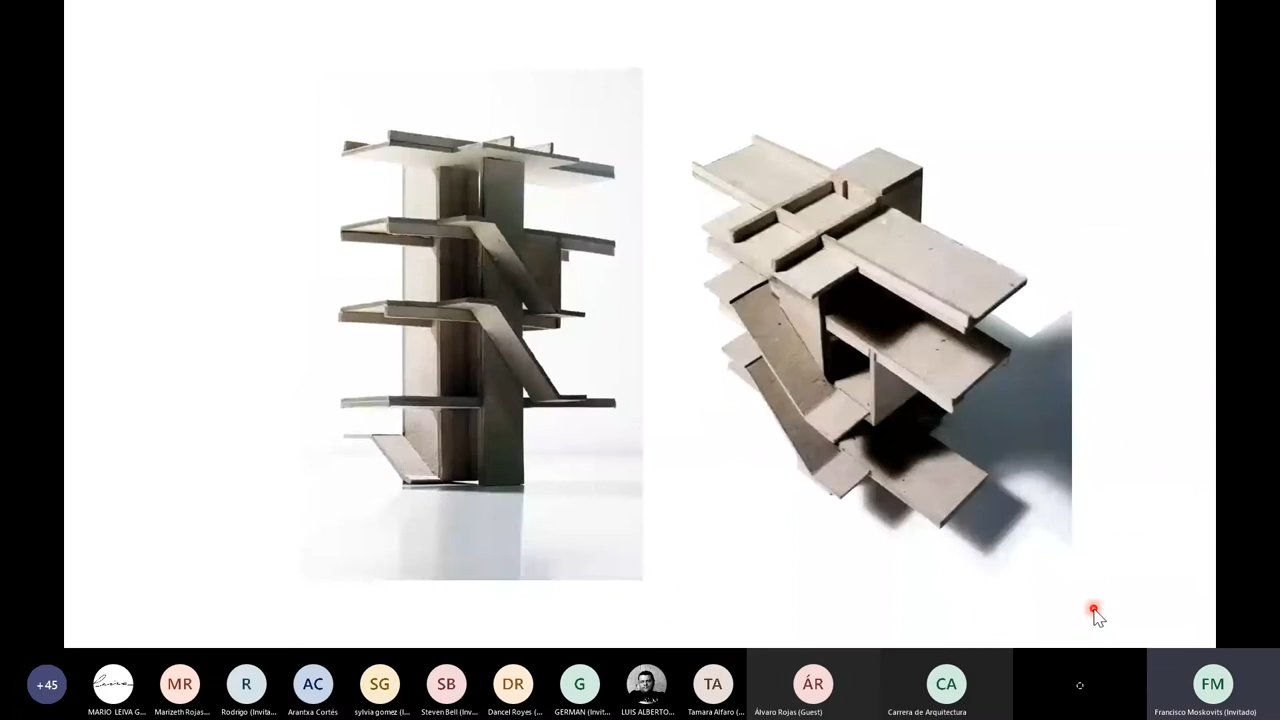 +45
MR
R
AC
SG
SB
DR
G
TA
ÁR
CA
FM
MARIO LEIVA G...
Marizeth Rojas...
Rodrigo (Invita...
Arantxa Cortés
sylvia gomez (I...
Steven Bell (Inv...
Dancel Royes (...
GERMAN (Invit...
LUIS ALBERTO...
Tamara Alfaro (...
Álvaro Rojas (Guest)
Carrera de Arquitectura
Francisco Moskovits (Invitado)